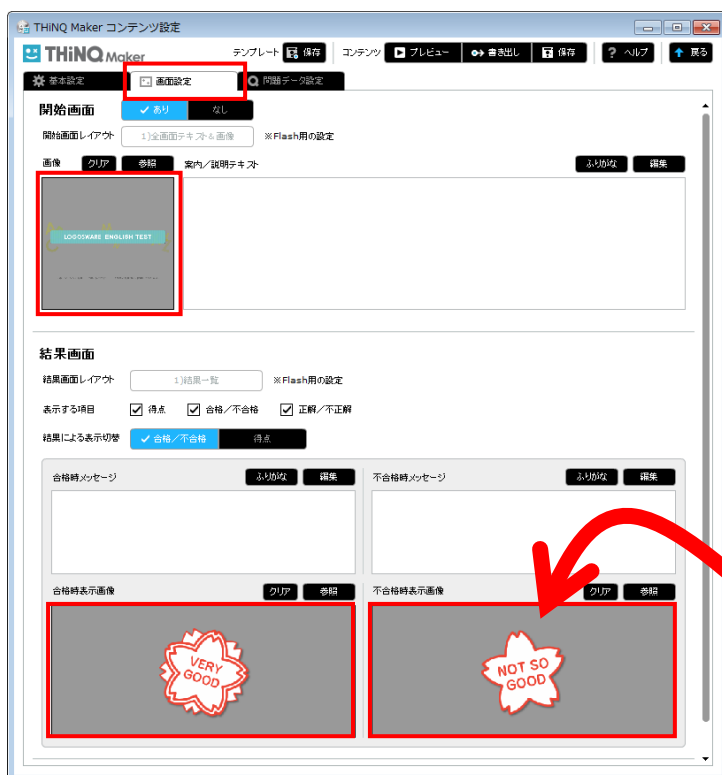 THiNQ Maker コンテンツ設定
THiNQ Maker テンプレート 保存 コンテンツ プレビュー 書き出し 保存 ? ヘルプ 戻る
基本設定 画面設定 問題データ設定
開始画面 あり なし
開始画面レイアウト 1)全画面テキスト&画像 ※Flash用の設定
画像 クリア 参照 案内/説明テキスト ふりがな 編集
LOGOSWARE ENGLISH TEST
結果画面
結果画面レイアウト 1)結果一覧 ※Flash用の設定
表示する項目 得点 合格/不合格 正解/不正解
結果による表示切替 合格/不合格 得点
合格時メッセージ ふりがな 編集 不合格時メッセージ ふりがな 編集
合格時表示画像 クリア 参照 不合格時表示画像 クリア 参照
VERY
GOOD
NOT SO
GOOD